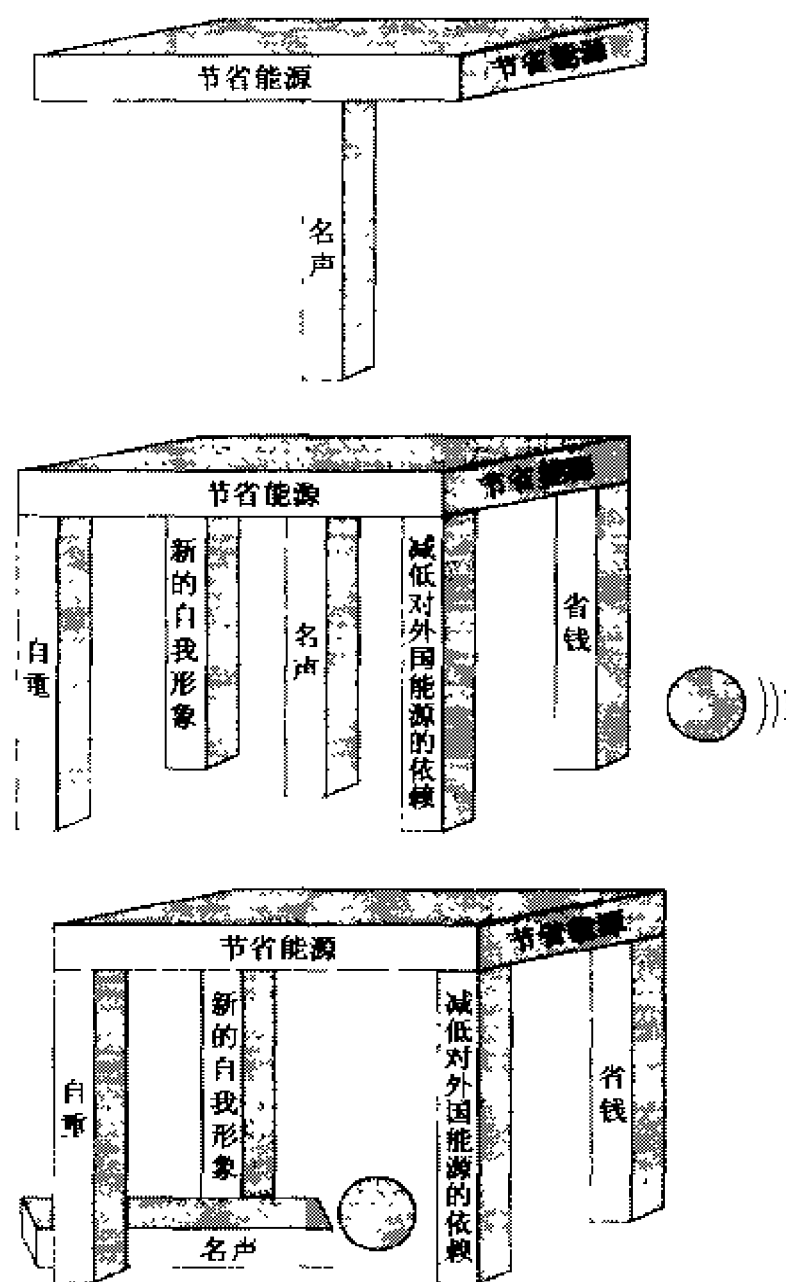 节省能源
节省能源
名声
节省能源
节省能源
自重
新的自我形象
名声
减低对外国能源的依赖
省钱
节省能源
节省能源
自重
新的自我形象
减低对外国能源的依赖
省钱
名声